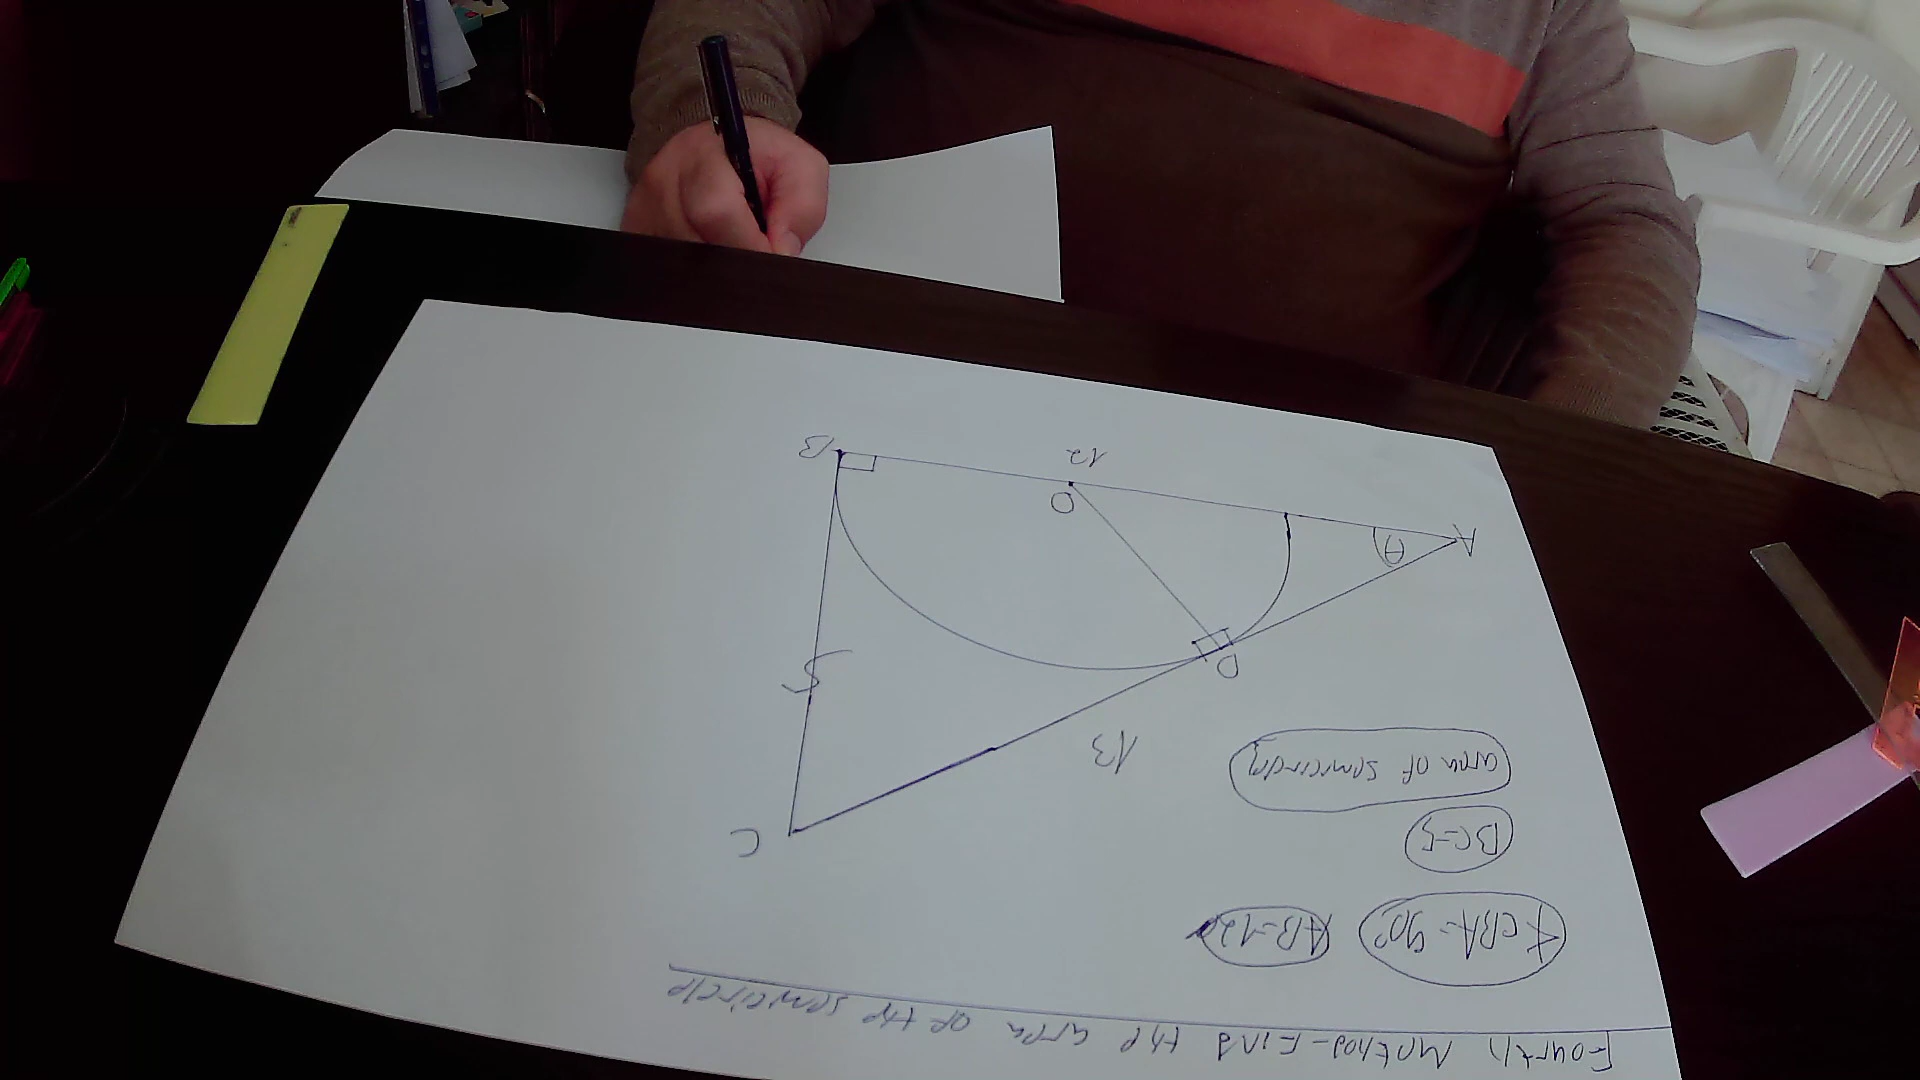 Fourth Method-Find the area of the semicircle
∡CBA=90° AB=12
BC=5
area of semicircle
13
D
C
5
A
θ
O
12
B